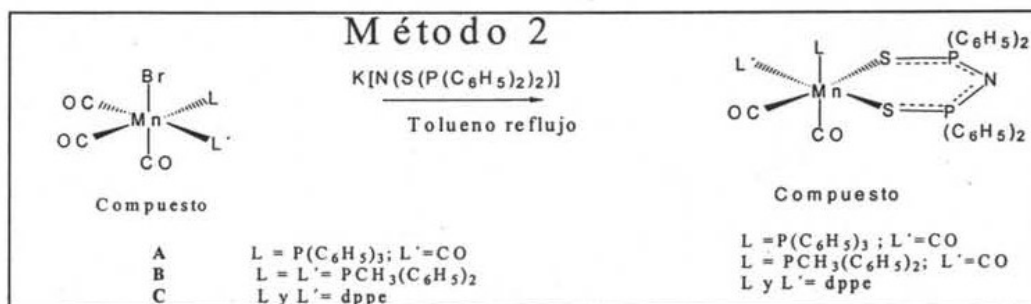 Método 2
Br
OC
L
Mn
OC
L'
CO
Compuesto
K[N(S(P(C6H5)2)2)]
Tolueno reflujo
L
L'
(C6H5)2
S
P
N
Mn
OC
S
P
CO
(C6H5)2
Compuesto
A L = P(C6H5)3; L'=CO
B L = L'= PCH3(C6H5)2
C L y L'= dppe
L =P(C6H5)3 ; L'=CO
L = PCH3(C6H5)2; L'=CO
L y L'= dppe